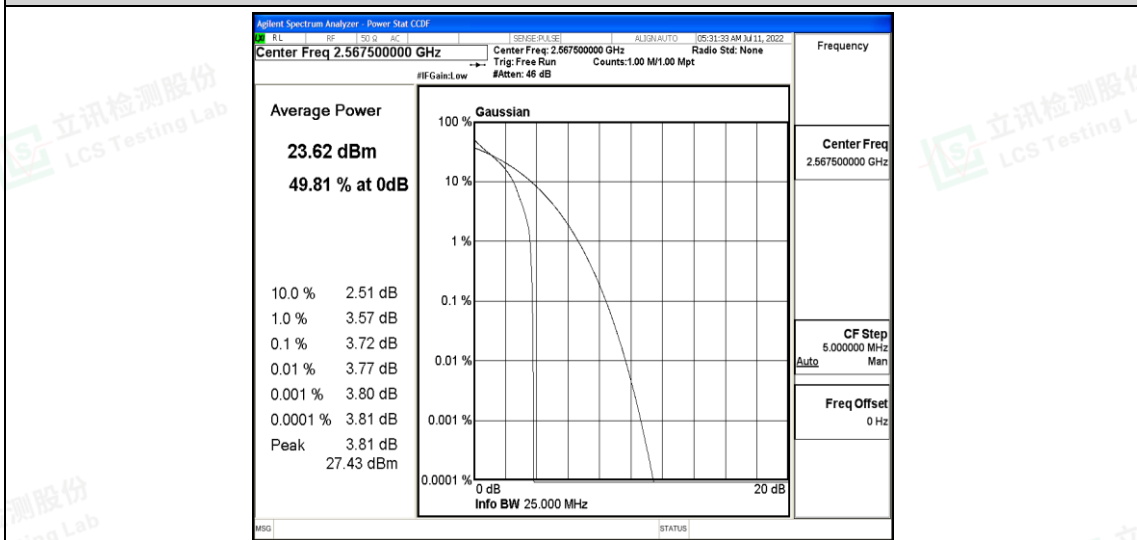 Agilent Spectrum Analyzer - Power Stat CCDF
RL RF 50 Ω AC SENSE:PULSE ALIGN AUTO 05:31:33 AM Jul 11, 2022
Center Freq 2.567500000 GHz
Center Freq: 2.567500000 GHz Radio Std: None
Trig: Free Run Counts:1.00 M/1.00 Mpt
#IFGain:Low #Atten: 46 dB
Frequency
Average Power
23.62 dBm
49.81 % at 0dB
10.0 % 2.51 dB
1.0 % 3.57 dB
0.1 % 3.72 dB
0.01 % 3.77 dB
0.001 % 3.80 dB
0.0001 % 3.81 dB
Peak 3.81 dB
27.43 dBm
Gaussian
100 %
10 %
1 %
0.1 %
0.01 %
0.001 %
0.0001 %
0 dB 20 dB
Info BW 25.000 MHz
Center Freq
2.567500000 GHz
CF Step
5.000000 MHz
Auto Man
Freq Offset
0 Hz
MSG STATUS
立讯检测股份
LCS Testing Lab
立讯检测股份
LCS Testing L
测股份
ing Lab
立